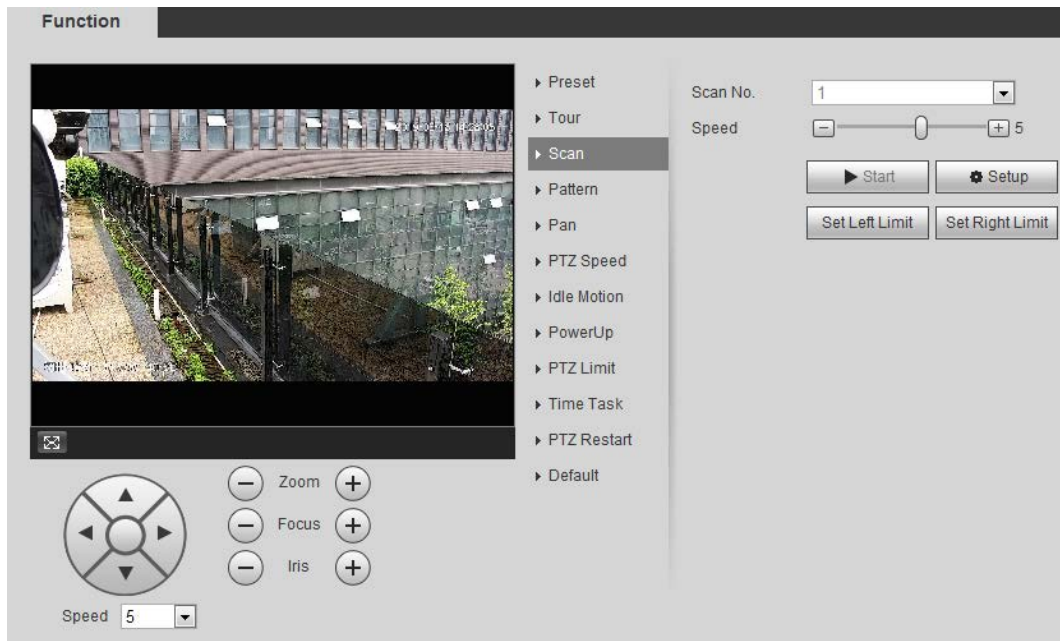 Function
Preset
Tour
Scan
Pattern
Pan
PTZ Speed
Idle Motion
PowerUp
PTZ Limit
Time Task
PTZ Restart
Default
Scan No. 1
Speed 5
Start
Setup
Set Left Limit
Set Right Limit
Zoom
Focus
Iris
Speed 5